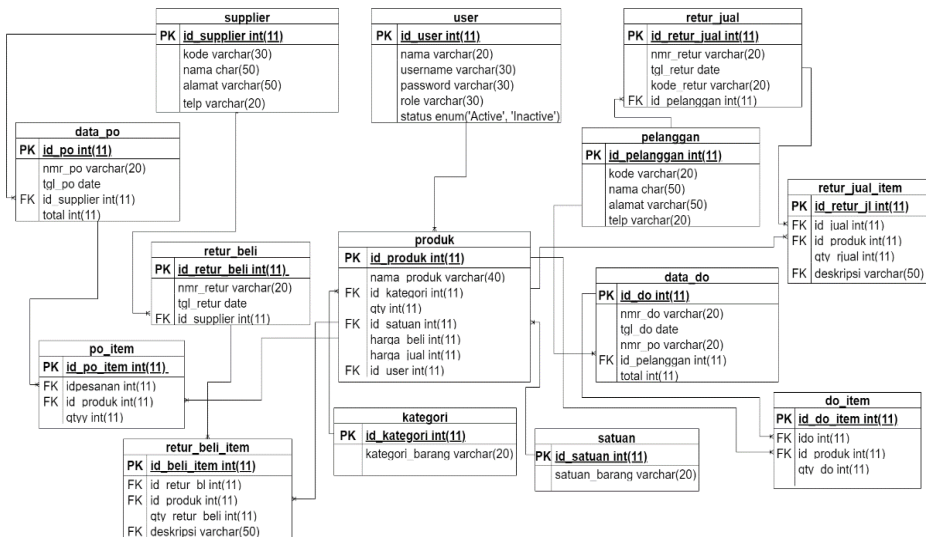 supplier
PK id_supplier int(11)
kode varchar(30)
nama char(50)
alamat varchar(50)
telp varchar(20)
user
PK id_user int(11)
nama varchar(20)
username varchar(30)
password varchar(30)
role varchar(30)
status enum('Active', 'Inactive')
retur_jual
PK id_retur_jual int(11)
nmr_retur varchar(20)
tgl_retur date
kode_retur varchar(20)
FK id_pelanggan int(11)
data_po
PK id_po int(11)
nmr_po varchar(20)
tgl_po date
FK id_supplier int(11)
total int(11)
pelanggan
PK id_pelanggan int(11)
kode varchar(20)
nama char(50)
alamat varchar(50)
telp varchar(20)
retur_jual_item
PK id_retur_jl int(11)
FK id_jual int(11)
FK id_produk int(11)
qty_rjual int(11)
FK deskripsi varchar(50)
retur_beli
PK id_retur_beli int(11)
nmr_retur varchar(20)
tgl_retur date
FK id_supplier int(11)
produk
PK id_produk int(11)
nama_produk varchar(40)
FK id_kategori int(11)
qty int(11)
FK id_satuan int(11)
harga_beli int(11)
harga_jual int(11)
FK id_user int(11)
data_do
PK id_do int(11)
nmr_do varchar(20)
tgl_do date
nmr_po varchar(20)
FK id_pelanggan int(11)
total int(11)
po_item
PK id_po_item int(11)
FK idpesanan int(11)
FK id_produk int(11)
qtyy int(11)
kategori
PK id_kategori int(11)
kategori_barang varchar(20)
satuan
PK id_satuan int(11)
satuan_barang varchar(20)
do_item
PK id_do_item int(11)
FK ido int(11)
FK id_produk int(11)
qty_do int(11)
retur_beli_item
PK id_beli_item int(11)
FK id_retur_bl int(11)
FK id_produk int(11)
qty_retur_beli int(11)
FK deskripsi varchar(50)